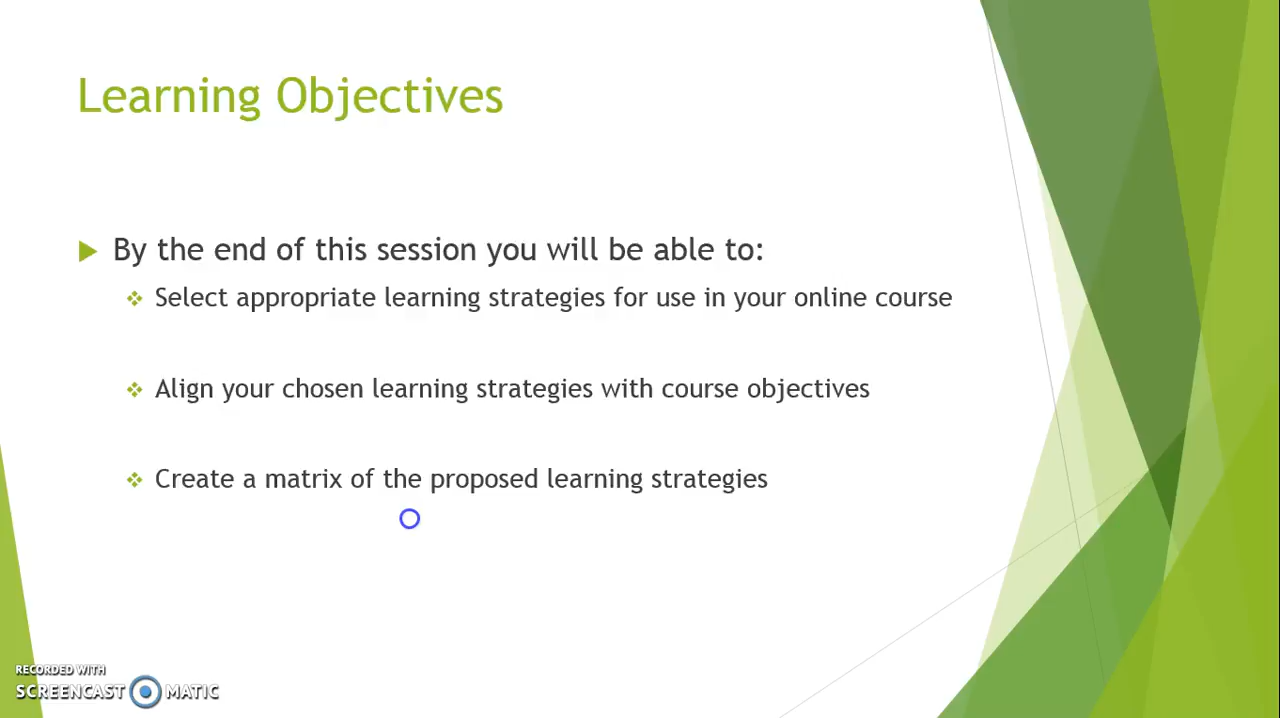 Learning Objectives
By the end of this session you will be able to:
Select appropriate learning strategies for use in your online course
Align your chosen learning strategies with course objectives
Create a matrix of the proposed learning strategies
RECORDED WITH
SCREENCAST MATIC